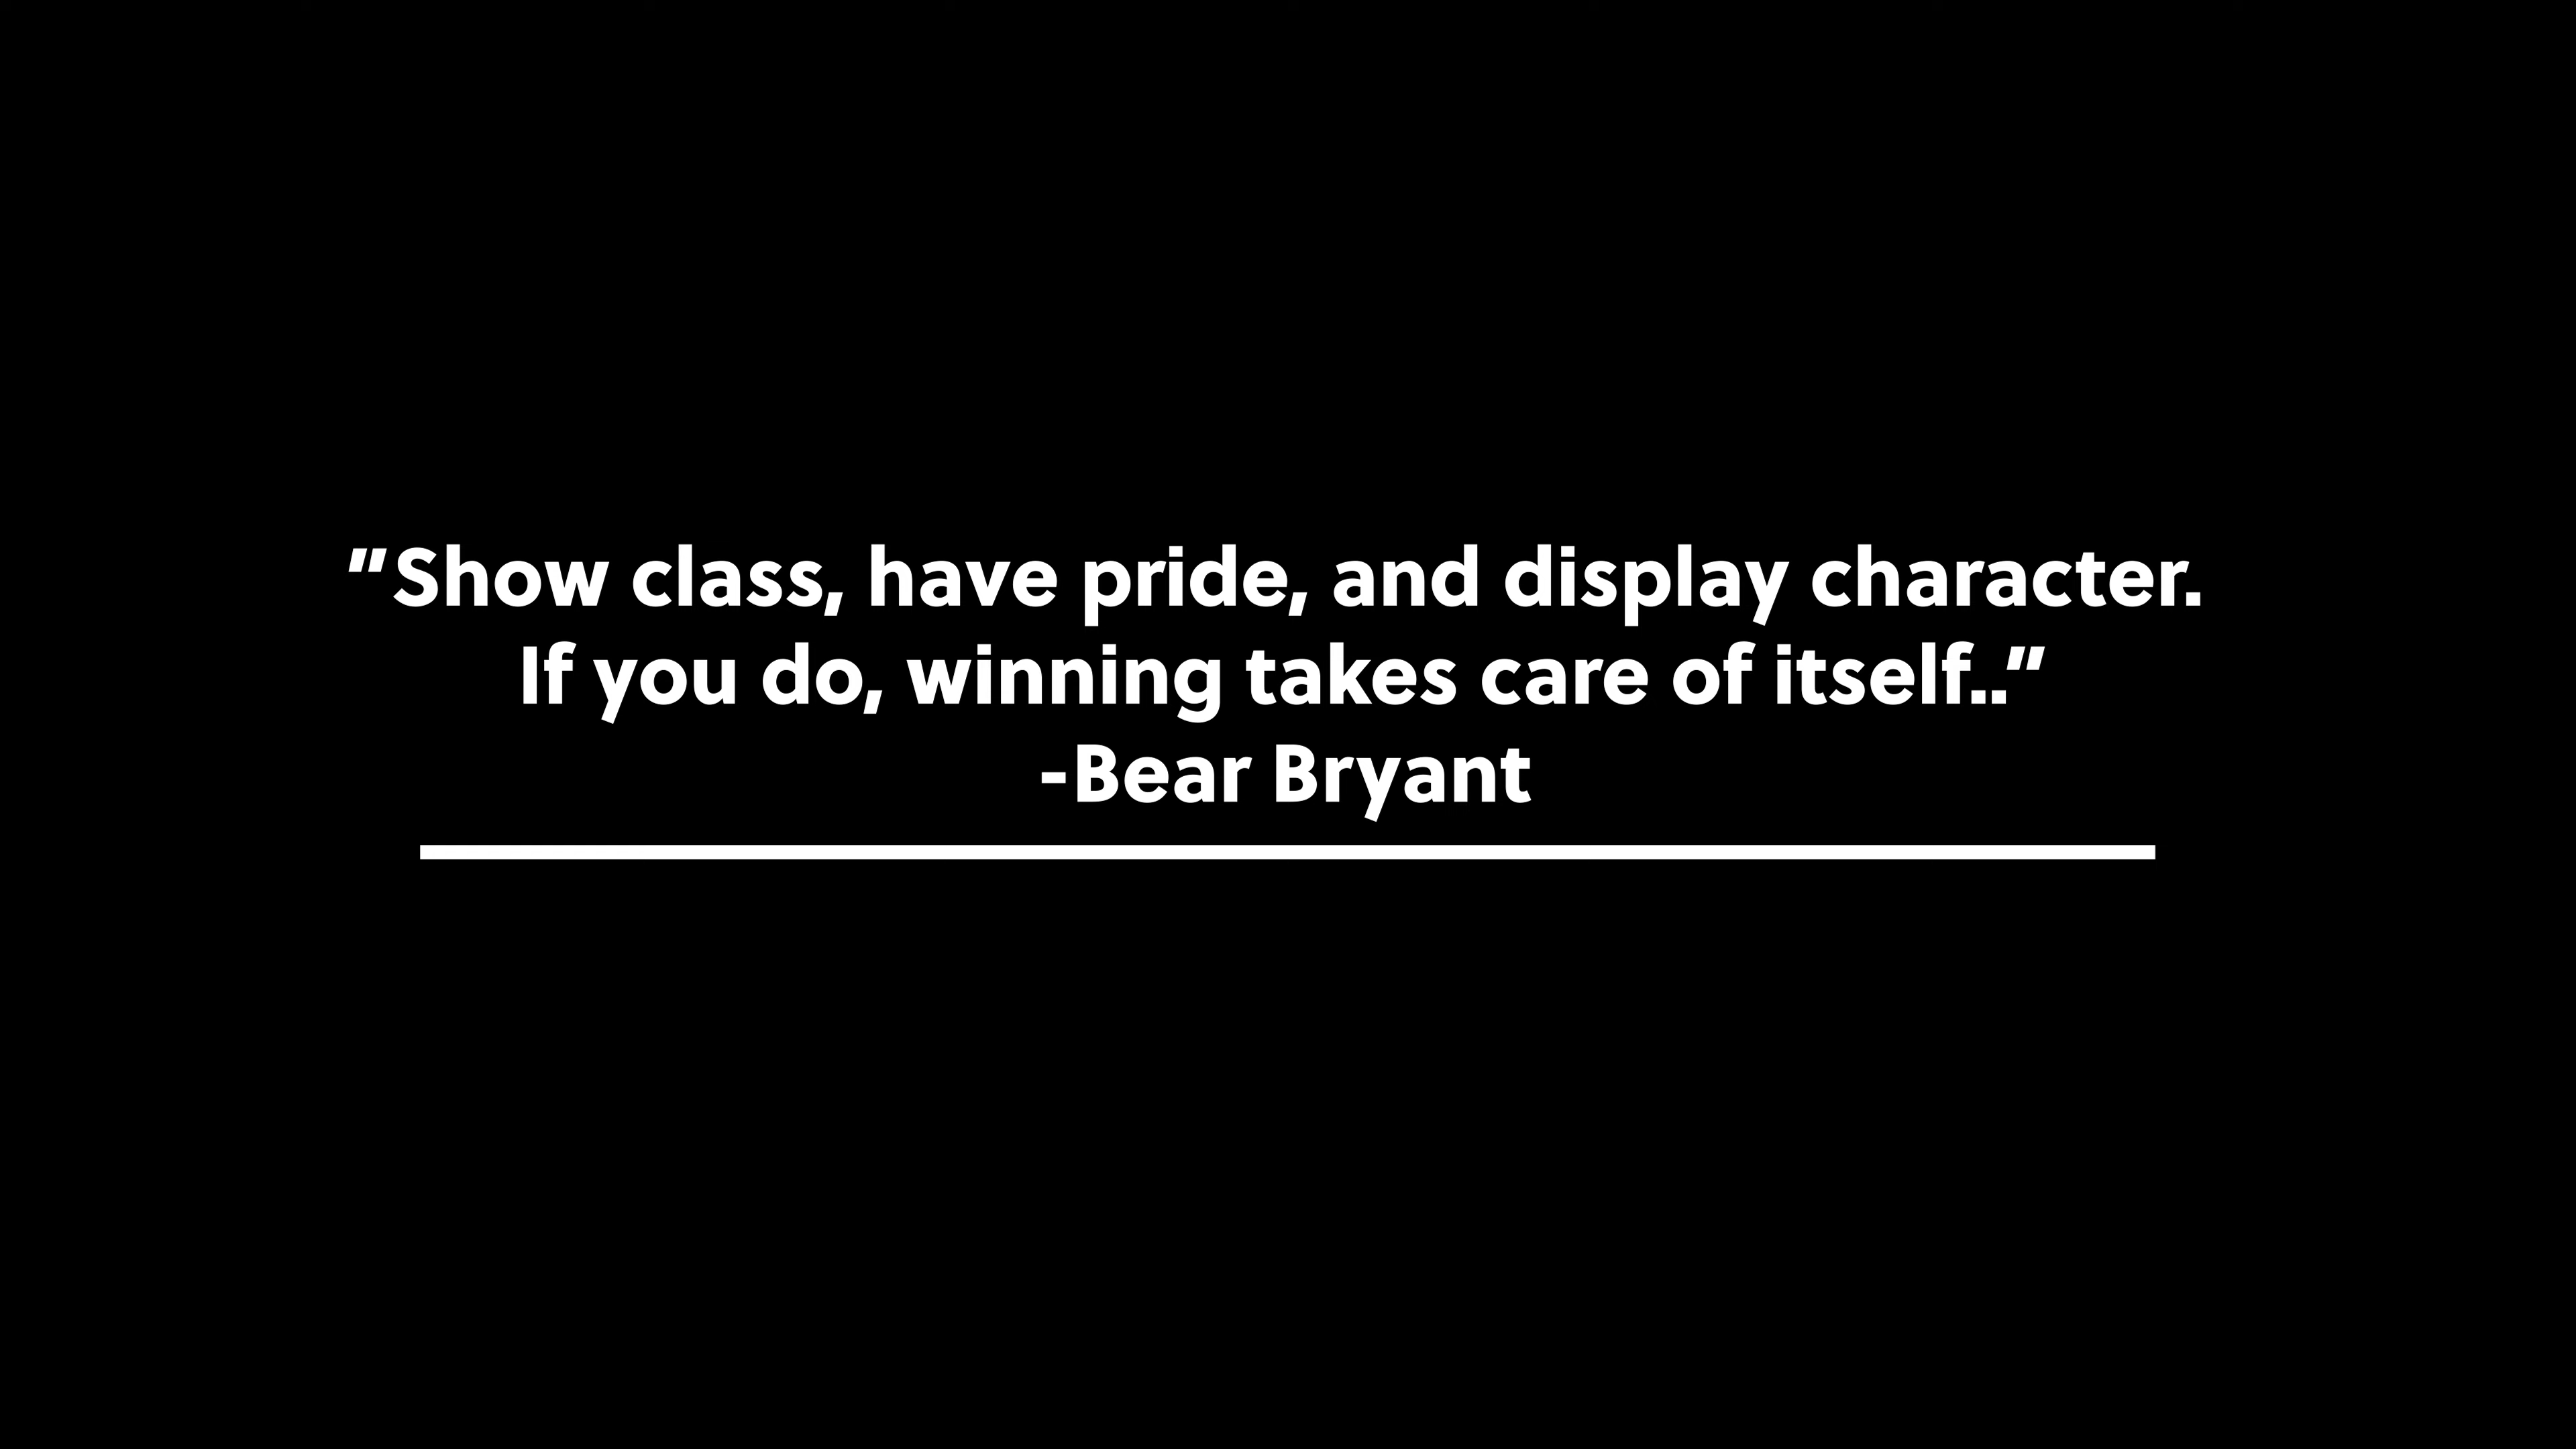 "Show class, have pride, and display character.
If you do, winning takes care of itself.."
-Bear Bryant